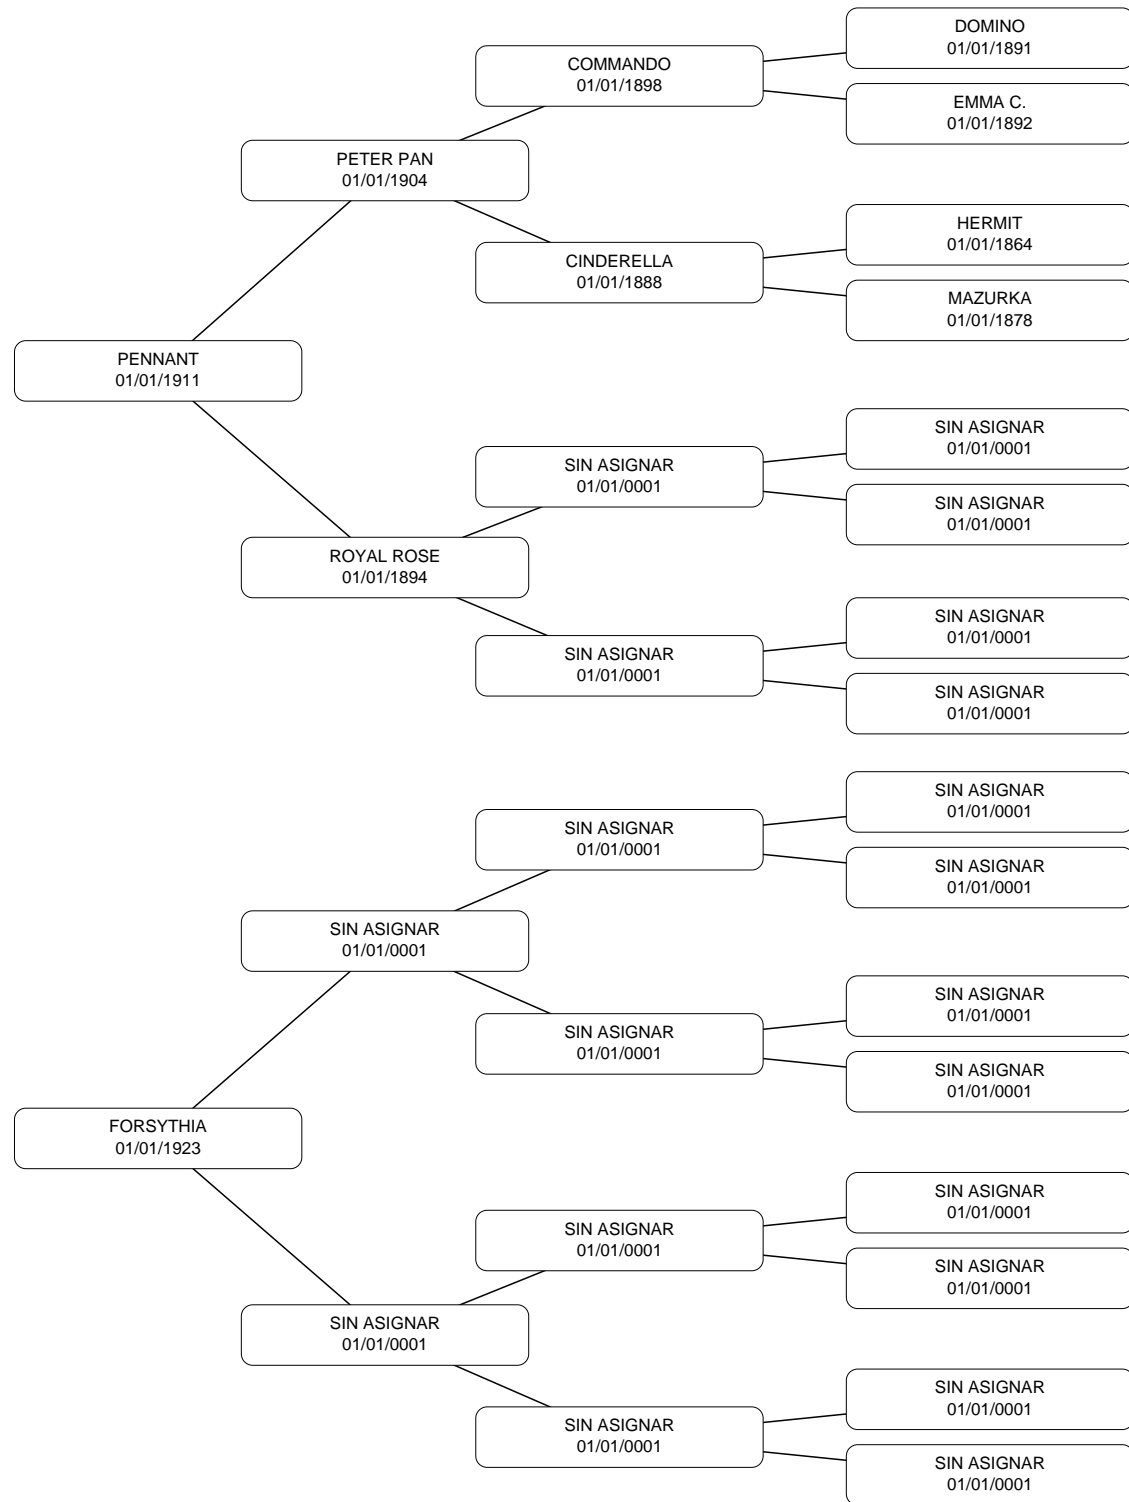 DOMINO
01/01/1891
COMMANDO
01/01/1898
EMMA C.
01/01/1892
PETER PAN
01/01/1904
HERMIT
01/01/1864
CINDERELLA
01/01/1888
MAZURKA
01/01/1878
PENNANT
01/01/1911
SIN ASIGNAR
01/01/0001
SIN ASIGNAR
01/01/0001
SIN ASIGNAR
01/01/0001
ROYAL ROSE
01/01/1894
SIN ASIGNAR
01/01/0001
SIN ASIGNAR
01/01/0001
SIN ASIGNAR
01/01/0001
SIN ASIGNAR
01/01/0001
SIN ASIGNAR
01/01/0001
SIN ASIGNAR
01/01/0001
SIN ASIGNAR
01/01/0001
SIN ASIGNAR
01/01/0001
SIN ASIGNAR
01/01/0001
SIN ASIGNAR
01/01/0001
FORSYTHIA
01/01/1923
SIN ASIGNAR
01/01/0001
SIN ASIGNAR
01/01/0001
SIN ASIGNAR
01/01/0001
SIN ASIGNAR
01/01/0001
SIN ASIGNAR
01/01/0001
SIN ASIGNAR
01/01/0001
SIN ASIGNAR
01/01/0001